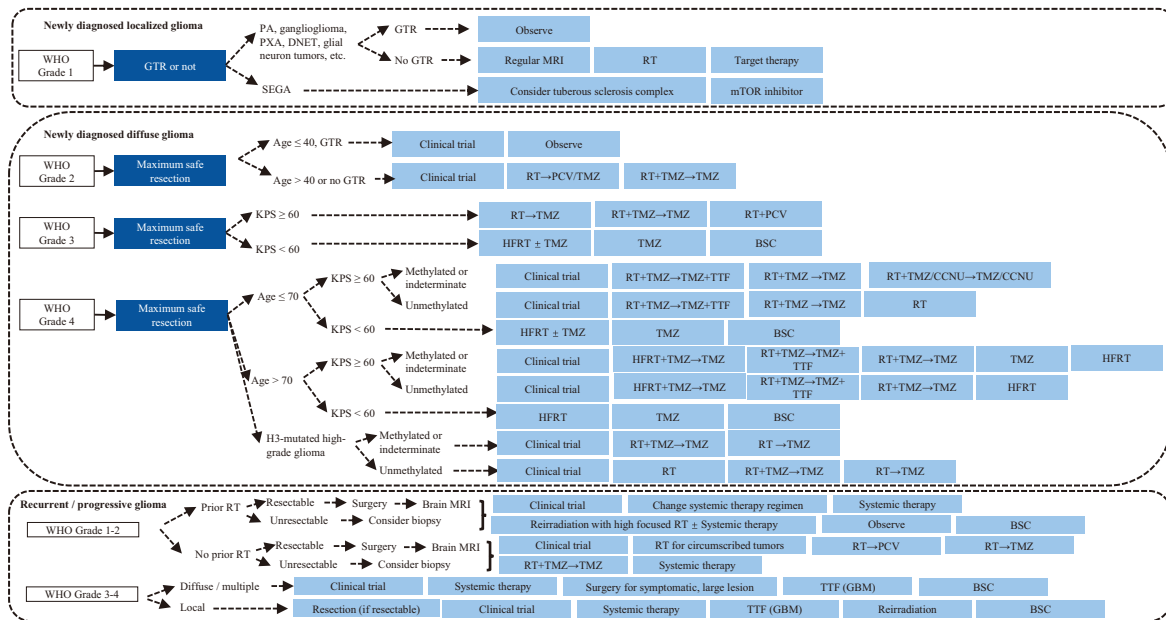 Newly diagnosed localized glioma
WHO
Grade 1
GTR or not
PA, ganglioglioma,
PXA, DNET, glial
neuron tumors, etc.
GTR
Observe
No GTR
Regular MRI
RT
Target therapy
SEGA
Consider tuberous sclerosis complex
mTOR inhibitor
Newly diagnosed diffuse glioma
WHO
Grade 2
Maximum safe
resection
Age ≤ 40, GTR
Clinical trial
Observe
Age > 40 or no GTR
Clinical trial
RT→PCV/TMZ
RT+TMZ→TMZ
WHO
Grade 3
Maximum safe
resection
KPS ≥ 60
RT→TMZ
RT+TMZ→TMZ
RT+PCV
KPS < 60
HFRT ± TMZ
TMZ
BSC
WHO
Grade 4
Maximum safe
resection
Age ≤ 70
KPS ≥ 60
Methylated or
indeterminate
Clinical trial
RT+TMZ→TMZ+TTF
RT+TMZ →TMZ
RT+TMZ/CCNU→TMZ/CCNU
Unmethylated
Clinical trial
RT+TMZ→TMZ+TTF
RT+TMZ →TMZ
RT
KPS < 60
HFRT ± TMZ
TMZ
BSC
Age > 70
KPS ≥ 60
Methylated or
indeterminate
Clinical trial
HFRT+TMZ→TMZ
RT+TMZ→TMZ+
TTF
RT+TMZ→TMZ
TMZ
HFRT
Unmethylated
Clinical trial
HFRT+TMZ→TMZ
RT+TMZ→TMZ+
TTF
RT+TMZ→TMZ
HFRT
KPS < 60
HFRT
TMZ
BSC
H3-mutated high-
grade glioma
Methylated or
indeterminate
Clinical trial
RT+TMZ→TMZ
RT →TMZ
Unmethylated
Clinical trial
RT
RT+TMZ→TMZ
RT→TMZ
Recurrent / progressive glioma
WHO Grade 1-2
Prior RT
Resectable
Surgery
Brain MRI
Unresectable
Consider biopsy
Clinical trial
Change systemic therapy regimen
Systemic therapy
Reirradiation with high focused RT ± Systemic therapy
Observe
BSC
No prior RT
Resectable
Surgery
Brain MRI
Unresectable
Consider biopsy
Clinical trial
RT for circumscribed tumors
RT→PCV
RT→TMZ
RT+TMZ→TMZ
Systemic therapy
WHO Grade 3-4
Diffuse / multiple
Clinical trial
Systemic therapy
Surgery for symptomatic, large lesion
TTF (GBM)
BSC
Local
Resection (if resectable)
Clinical trial
Systemic therapy
TTF (GBM)
Reirradiation
BSC